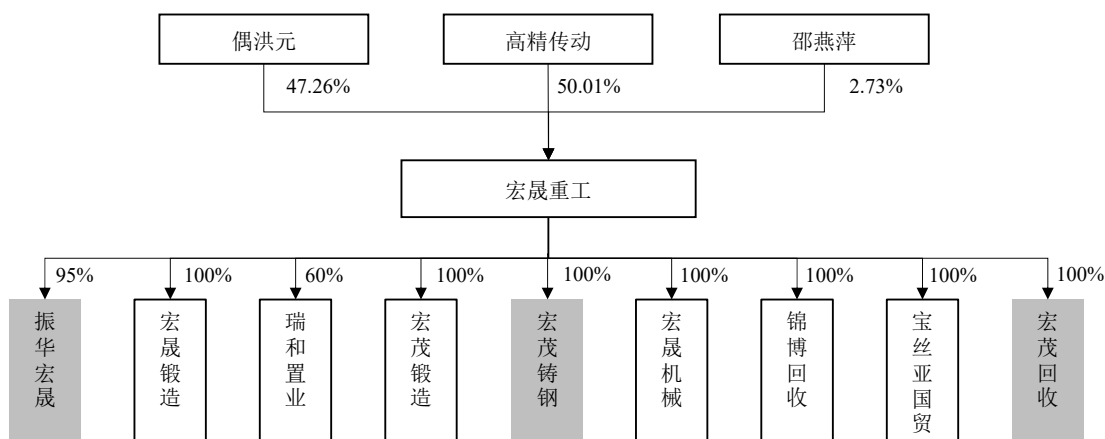 偶洪元
高精传动
邵燕萍
47.26%
50.01%
2.73%
宏晟重工
95%
100%
60%
100%
100%
100%
100%
100%
100%
振华宏晟
宏晟锻造
瑞和置业
宏茂锻造
宏茂铸钢
宏晟机械
锦博回收
宝丝亚国贸
宏茂回收